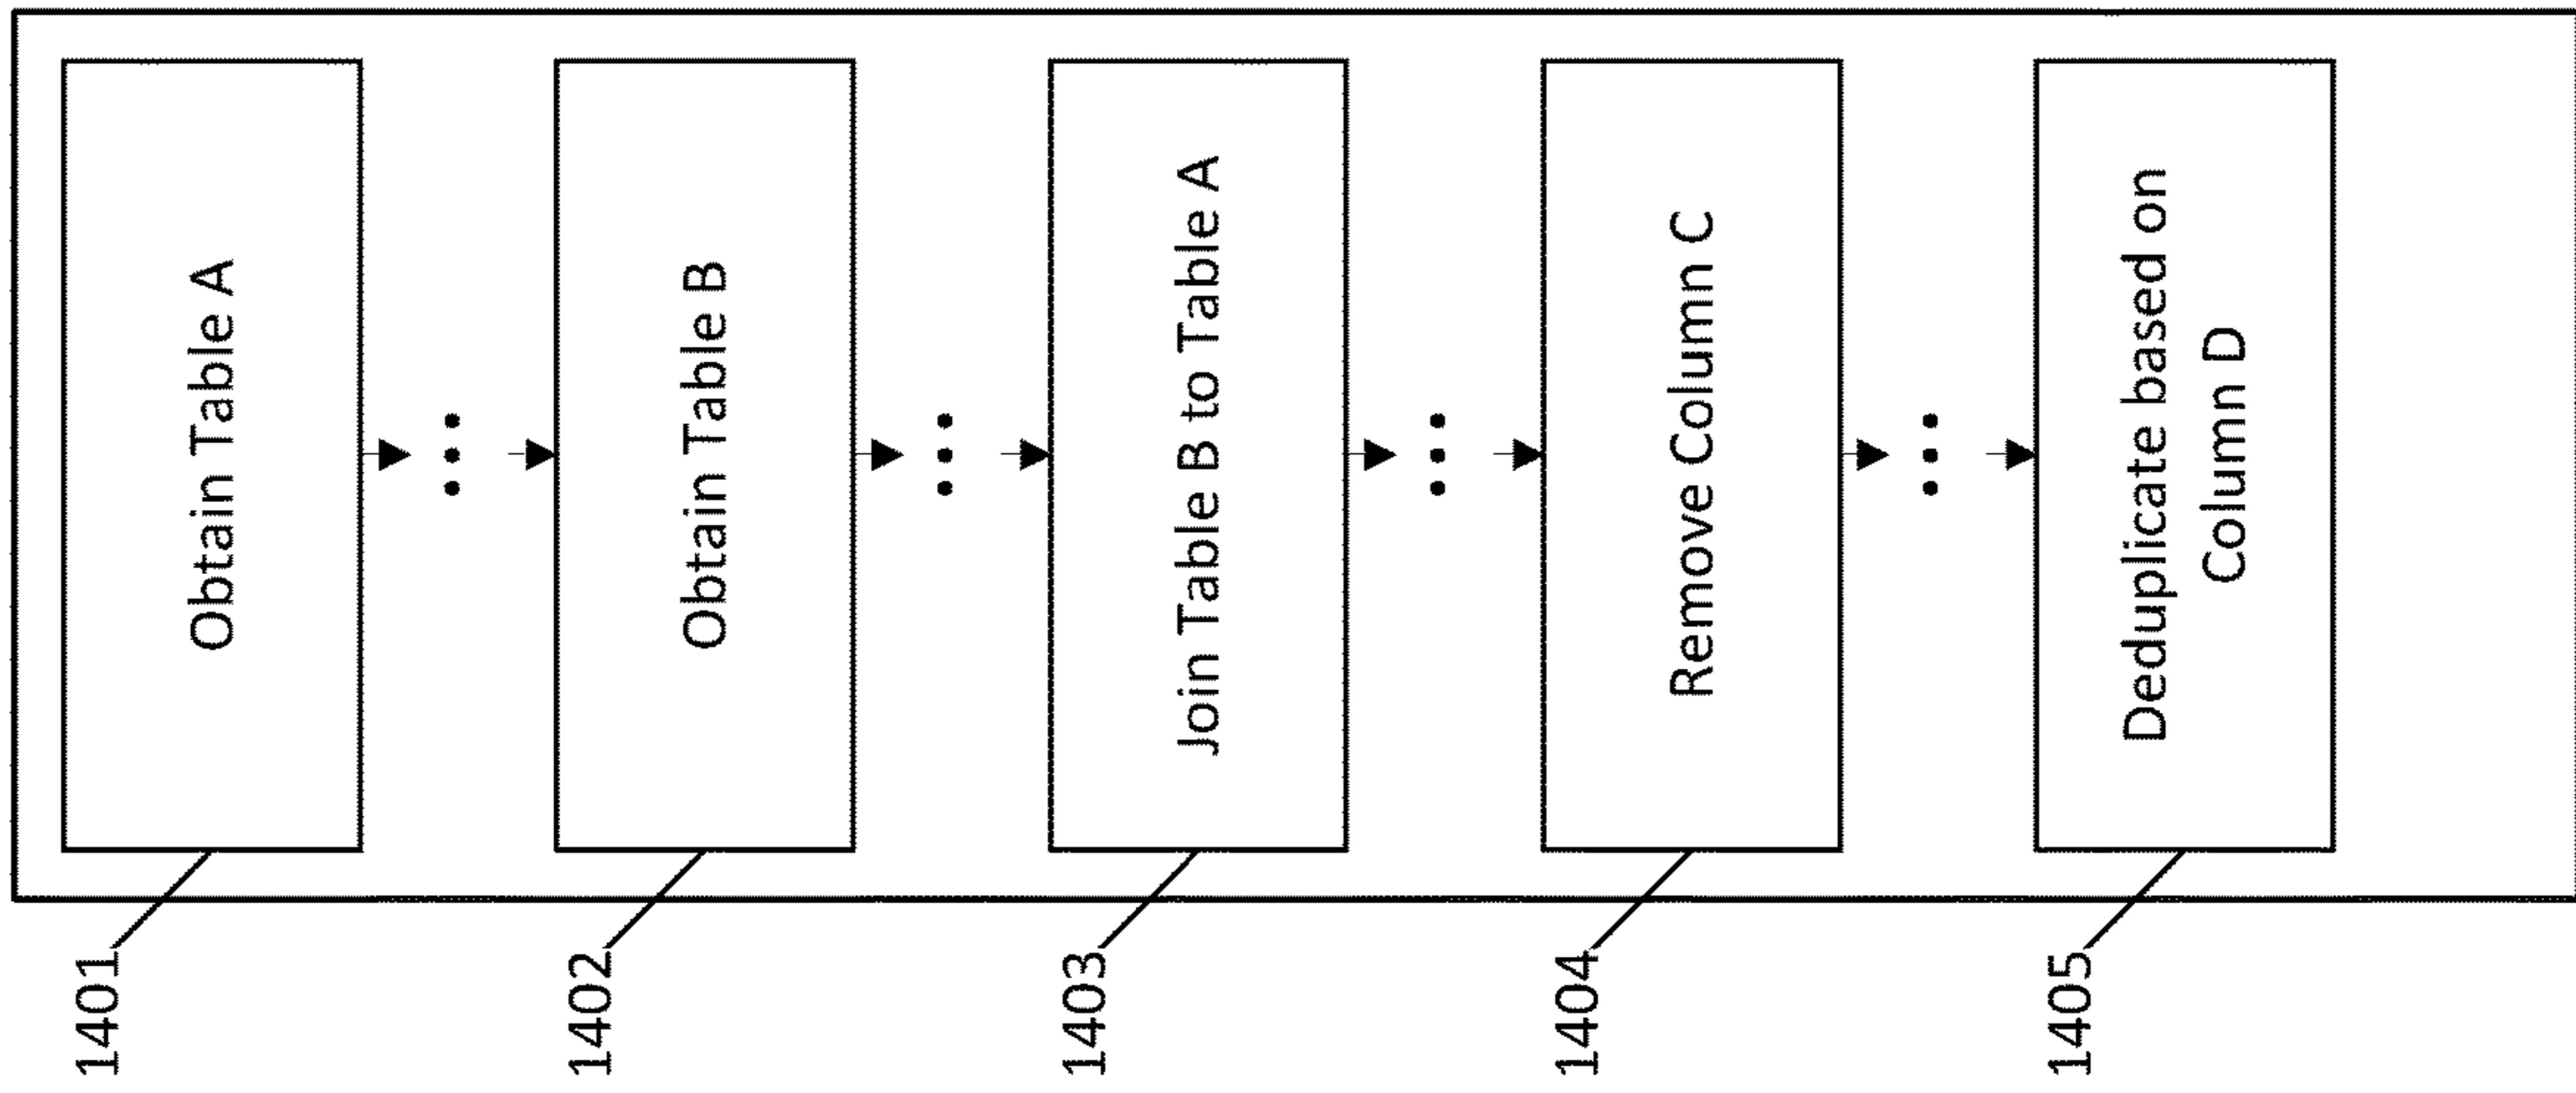 1401
Obtain Table A
1402
Obtain Table B
1403
Join Table B to Table A
1404
Remove Column C
1405
Deduplicate based on
Column D